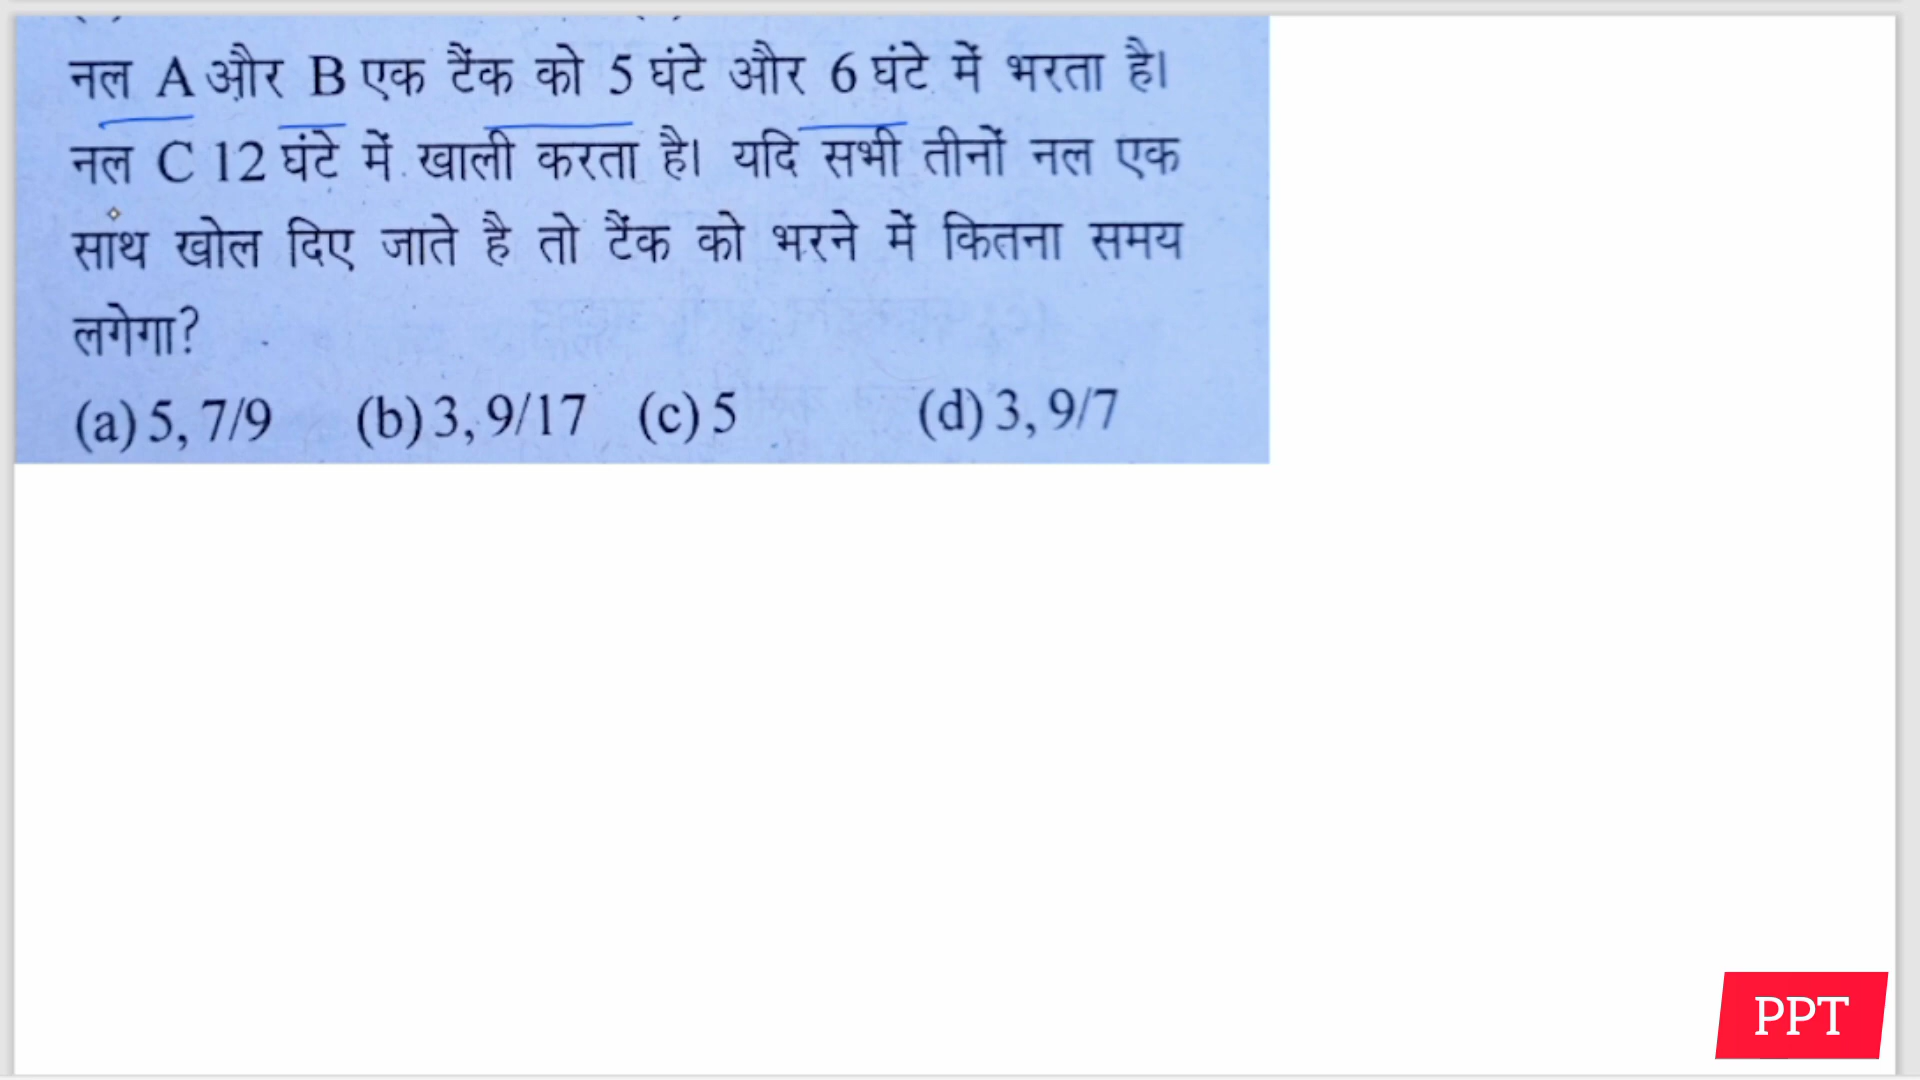 नल A और B एक टैंक को 5 घंटे और 6 घंटे में भरता है।
नल C 12 घंटे में खाली करता है। यदि सभी तीनों नल एक
साथ खोल दिए जाते है तो टैंक को भरने में कितना समय
लगेगा?
(a) 5, 7/9 (b) 3, 9/17 (c) 5 (d) 3, 9/7
PPT